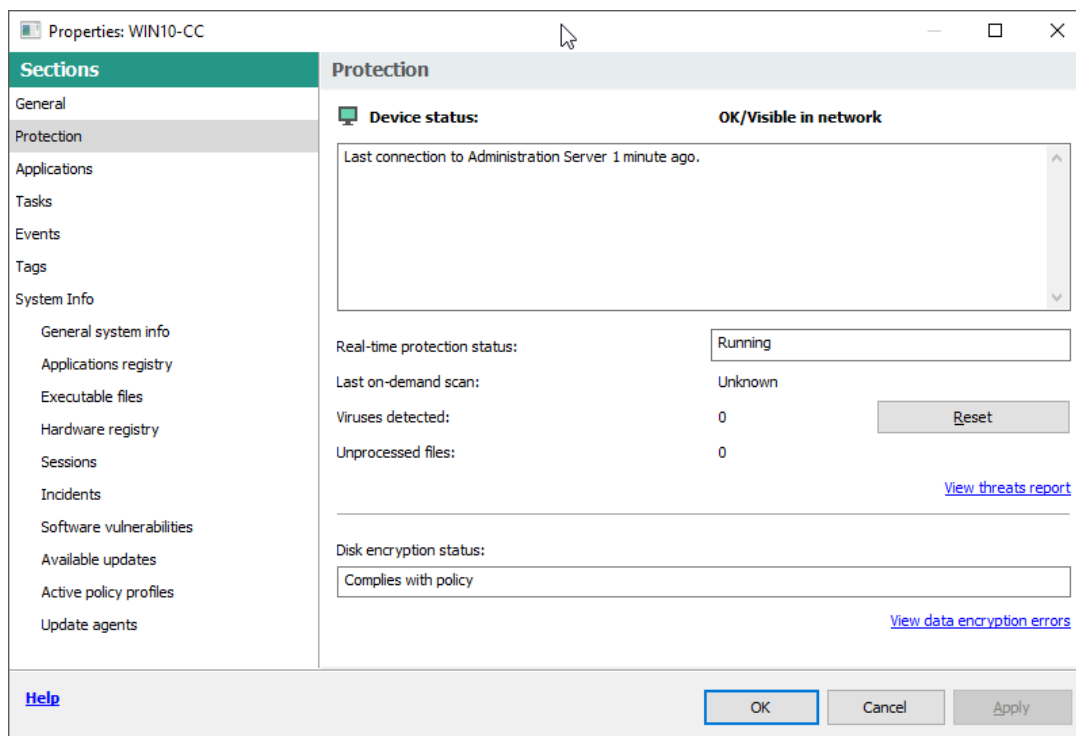 Properties: WIN10-CC
Sections
General
Protection
Applications
Tasks
Events
Tags
System Info
General system info
Applications registry
Executable files
Hardware registry
Sessions
Incidents
Software vulnerabilities
Available updates
Active policy profiles
Update agents
Protection
Device status: OK/Visible in network
Last connection to Administration Server 1 minute ago.
Real-time protection status: Running
Last on-demand scan: Unknown
Viruses detected: 0 Reset
Unprocessed files: 0
View threats report
Disk encryption status:
Complies with policy
View data encryption errors
Help OK Cancel Apply